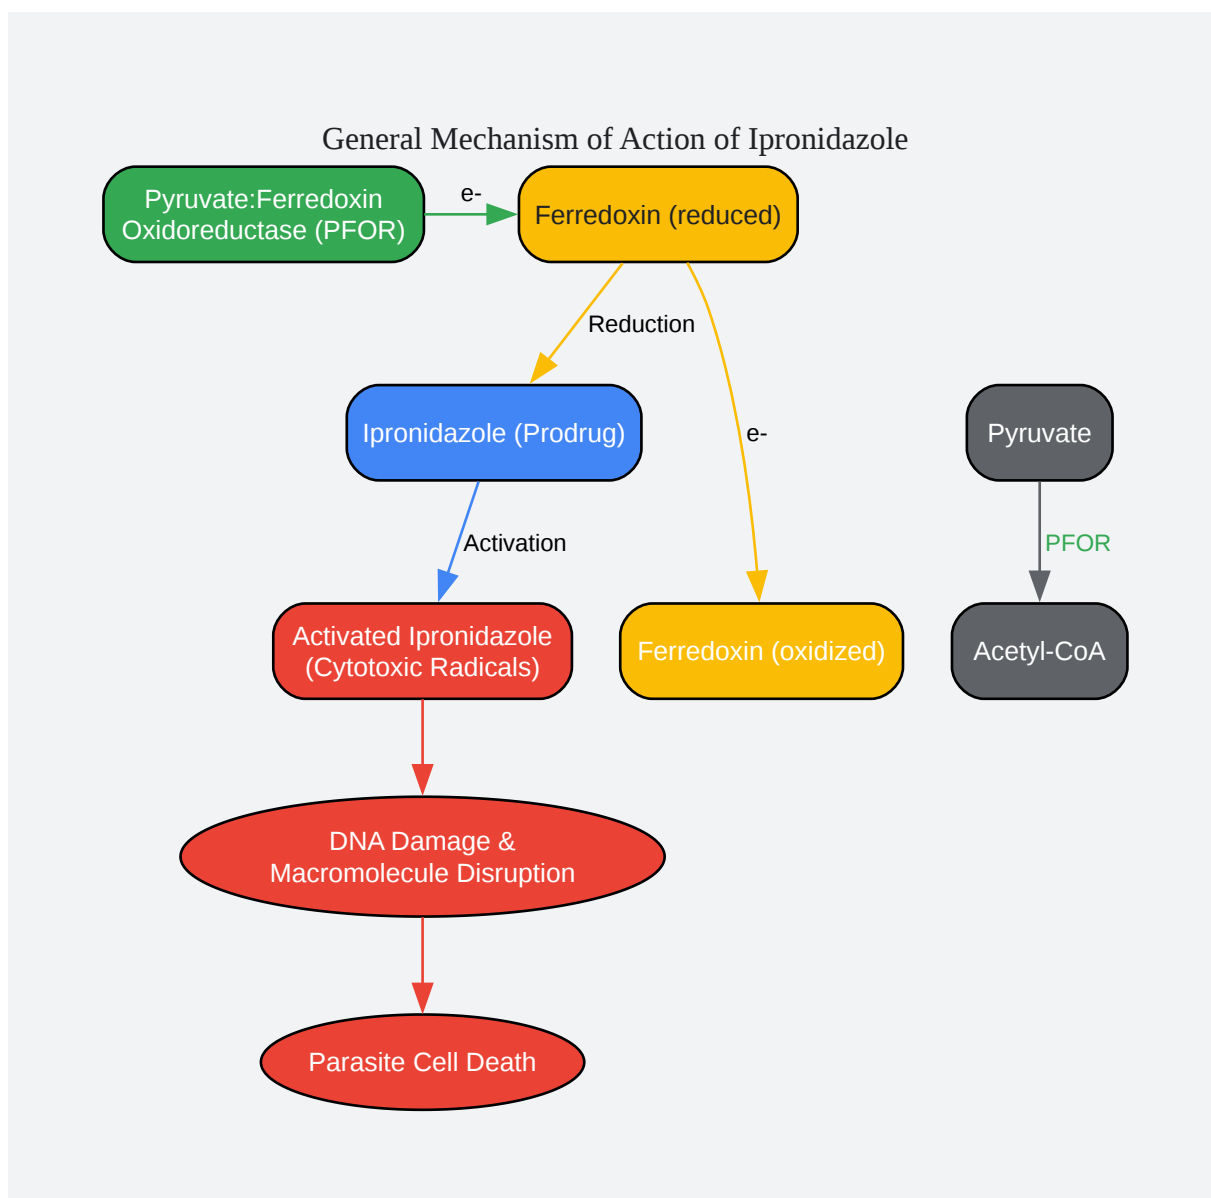 General Mechanism of Action of Ipronidazole
Pyruvate:Ferredoxin
Oxidoreductase (PFOR)
e-
Ferredoxin (reduced)
Reduction
Ipronidazole (Prodrug)
e-
Pyruvate
Activation
PFOR
Activated Ipronidazole
(Cytotoxic Radicals)
Ferredoxin (oxidized)
Acetyl-CoA
DNA Damage &
Macromolecule Disruption
Parasite Cell Death